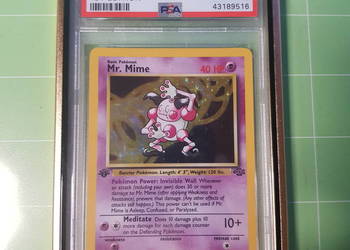 PSA
43189516
Basic Pokémon
Mr. Mime
40 HP
Barrier Pokémon. Length: 4' 3", Weight: 120 lbs.
Pokémon Power: Invisible Wall Whenever
an attack (including your own) does 30 or more
damage to Mr. Mime (after applying Weakness and
Resistance), prevent that damage. (Any other effects of
attacks still happen.) This power can't be used if Mr.
Mime is Asleep, Confused, or Paralyzed.
Meditate Does 10 damage plus 10
more damage for each damage counter
on the Defending Pokémon.
10+
weakness
resistance
retreat cost